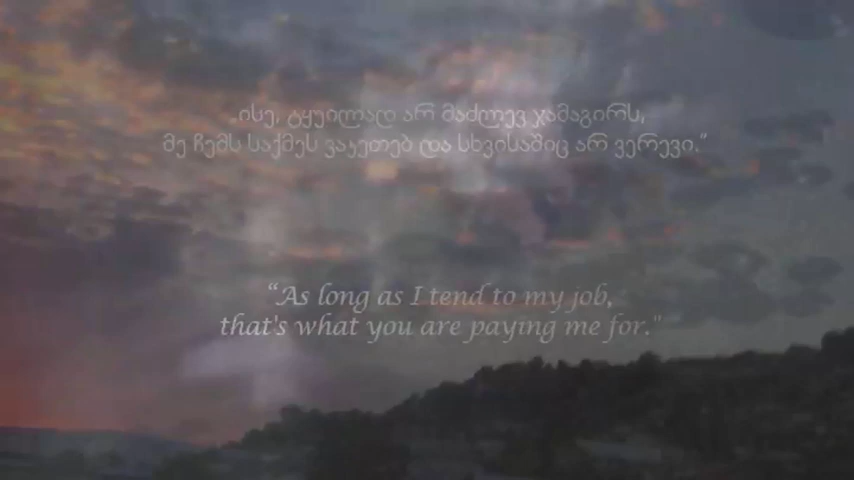 „ისე, ტყუილად არ მაძლევ ჯამაგირს,
მე ჩემს საქმეს ვაკეთებ და სხვისაშიც არ ვერევი.“
“As long as I tend to my job,
that's what you are paying me for."